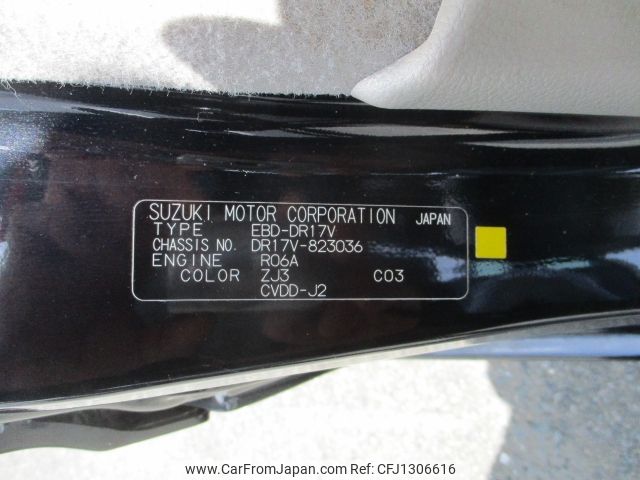 SUZUKI MOTOR CORPORATION JAPAN
TYPE EBD-DR17V
CHASSIS NO. DR17V-823036
ENGINE R06A
COLOR ZJ3 C03
CVDD-J2
www.CarFromJapan.com CFJ1306616